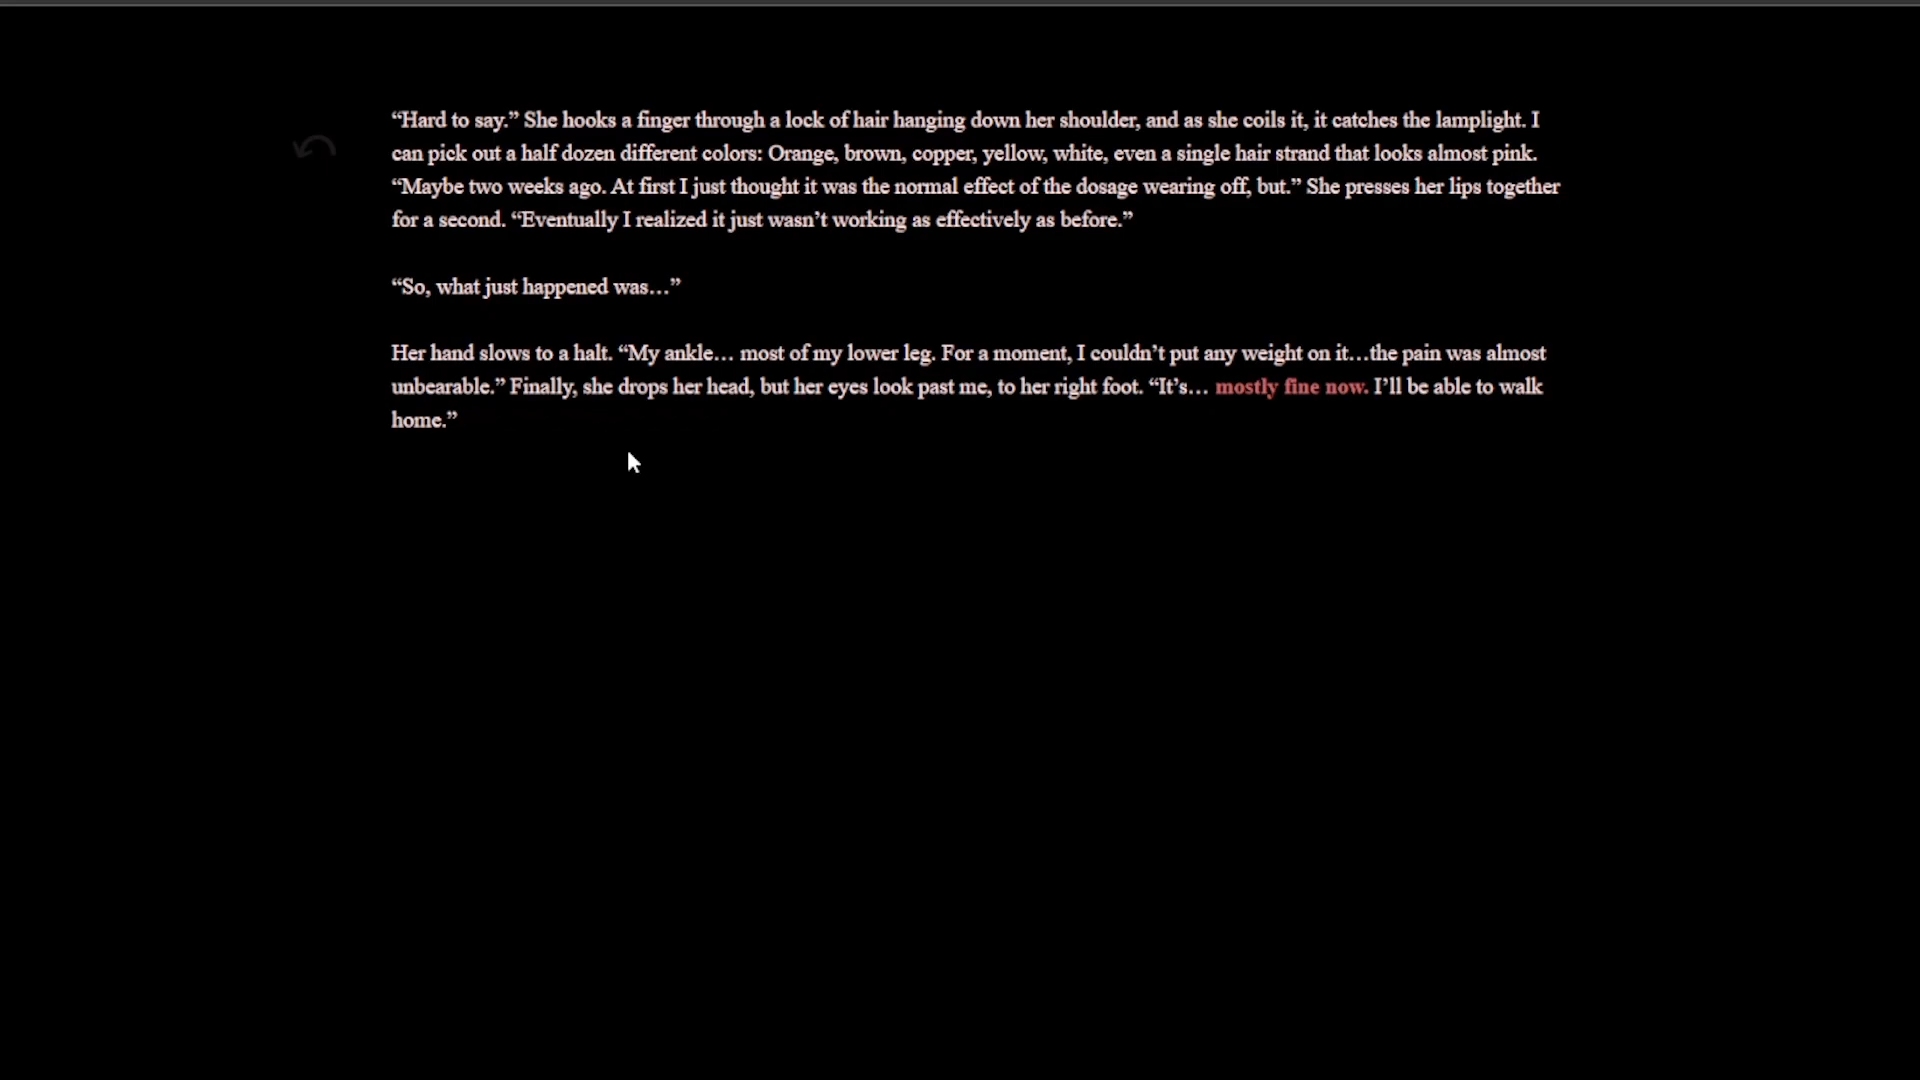 “Hard to say.” She hooks a finger through a lock of hair hanging down her shoulder, and as she coils it, it catches the lamplight. I
can pick out a half dozen different colors: Orange, brown, copper, yellow, white, even a single hair strand that looks almost pink.
“Maybe two weeks ago. At first I just thought it was the normal effect of the dosage wearing off, but.” She presses her lips together
for a second. “Eventually I realized it just wasn’t working as effectively as before.”
“So, what just happened was…”
Her hand slows to a halt. “My ankle… most of my lower leg. For a moment, I couldn’t put any weight on it…the pain was almost
unbearable.” Finally, she drops her head, but her eyes look past me, to her right foot. “It’s… mostly fine now. I’ll be able to walk
home.”